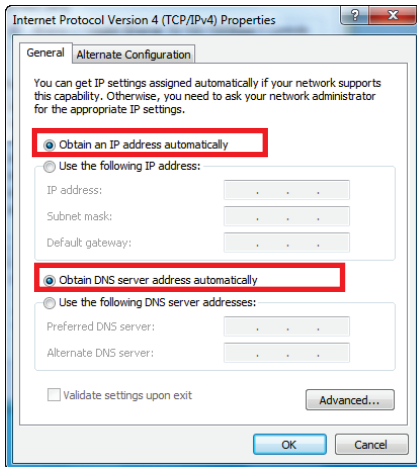 Internet Protocol Version 4 (TCP/IPv4) Properties
General
Alternate Configuration
You can get IP settings assigned automatically if your network supports
this capability. Otherwise, you need to ask your network administrator
for the appropriate IP settings.
Obtain an IP address automatically
Use the following IP address:
IP address:
Subnet mask:
Default gateway:
Obtain DNS server address automatically
Use the following DNS server addresses:
Preferred DNS server:
Alternate DNS server:
Validate settings upon exit
Advanced...
OK
Cancel